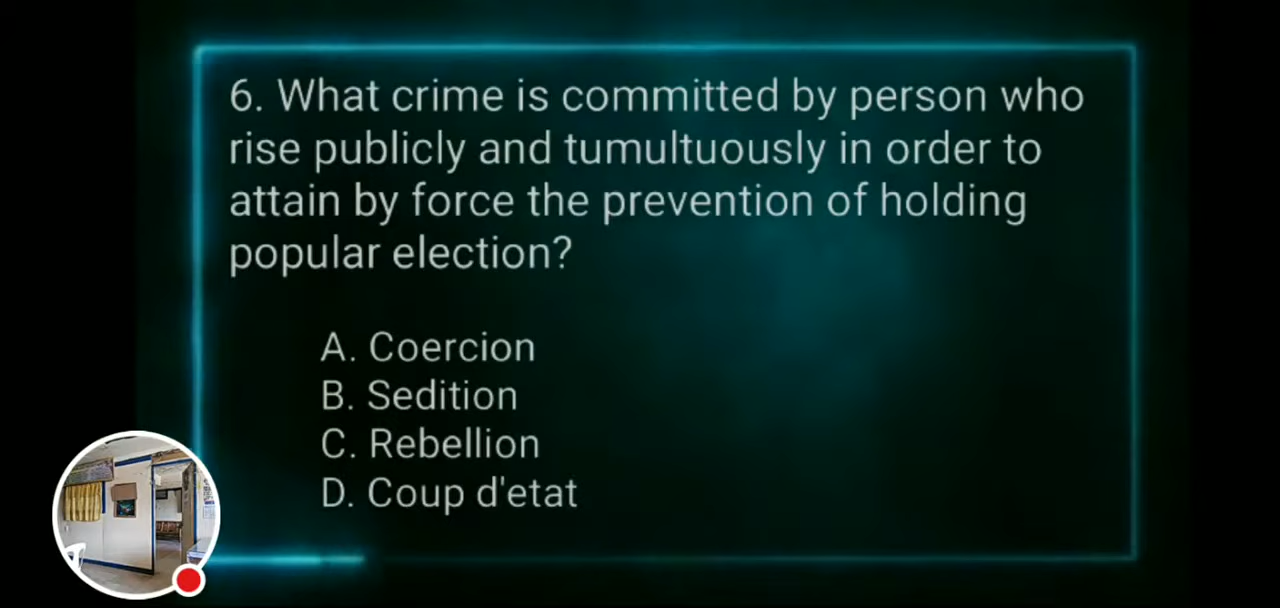 6. What crime is committed by person who
rise publicly and tumultuously in order to
attain by force the prevention of holding
popular election?
A. Coercion
B. Sedition
C. Rebellion
D. Coup d'etat